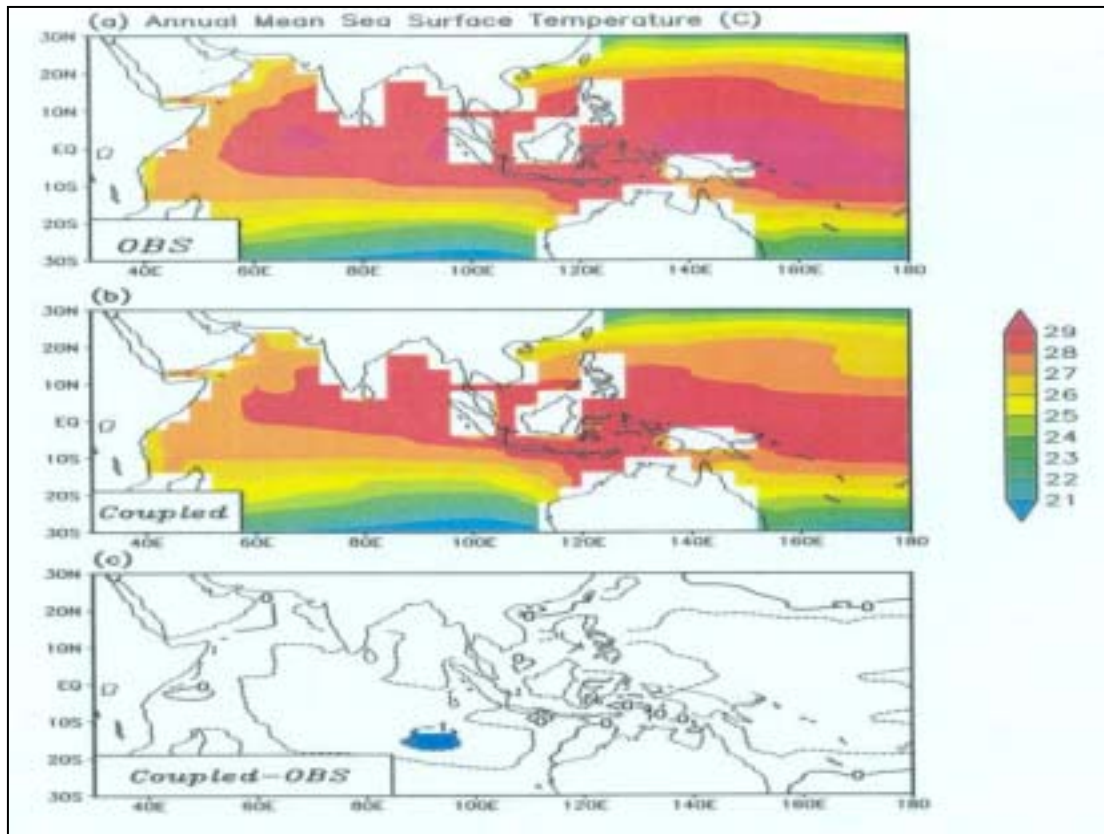 (a) Annual Mean Sea Surface Temperature (C)
30N
20N
10N
EQ
10S
20S
30S
OBS
40E 60E 80E 100E 120E 140E 160E 180
(b)
30N
20N
10N
EQ
10S
20S
30S
Coupled
40E 60E 80E 100E 120E 140E 160E 180
29
28
27
26
25
24
23
22
21
(c)
30N
20N
10N
EQ
10S
20S
30S
Coupled-OBS
40E 60E 80E 100E 120E 140E 160E 180